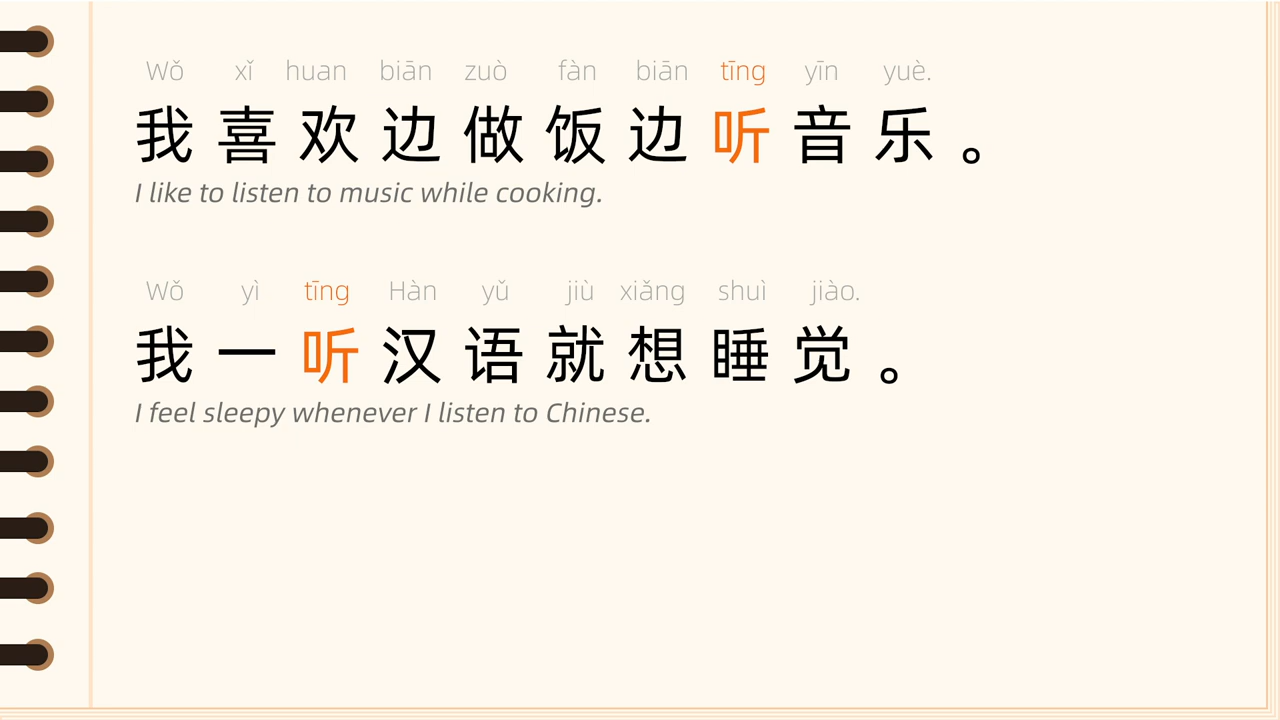 Wǒ xǐ huan biān zuò fàn biān tīng yīn yuè.
我喜欢边做饭边听音乐。
I like to listen to music while cooking.
Wǒ yì tīng Hàn yǔ jiù xiǎng shuì jiào.
我一听汉语就想睡觉。
I feel sleepy whenever I listen to Chinese.